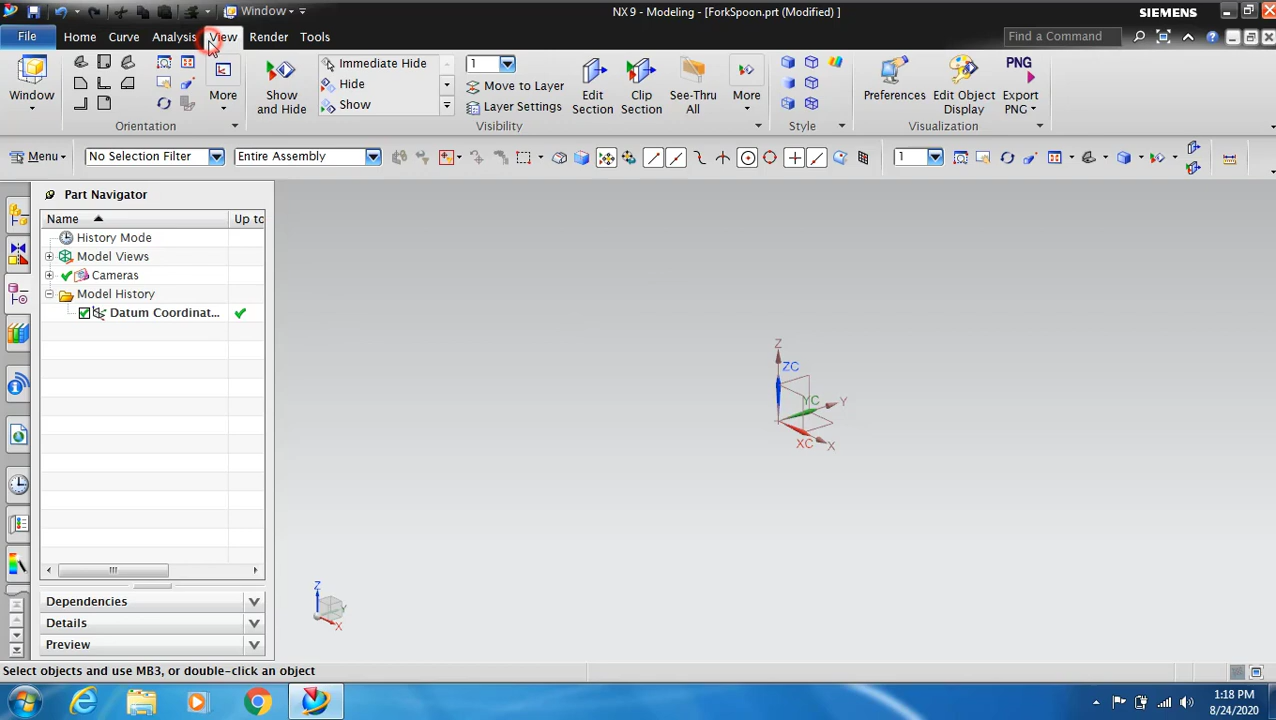 Window
NX 9 - Modeling - [ForkSpoon.prt (Modified) ]
SIEMENS
File
Home
Curve
Analysis
View
Render
Tools
Find a Command
Window
More
Orientation
Show and Hide
Immediate Hide
Hide
Show
1
Move to Layer
Layer Settings
Edit Section
Clip Section
See-Thru All
More
Visibility
Style
Preferences
Edit Object Display
PNG
Export PNG
Visualization
Menu
No Selection Filter
Entire Assembly
1
Part Navigator
Name
Up to
History Mode
Model Views
Cameras
Model History
Datum Coordinat...
Z
ZC
YC
Y
XC
X
Z
Y
X
Dependencies
Details
Preview
Select objects and use MB3, or double-click an object
1:18 PM
8/24/2020